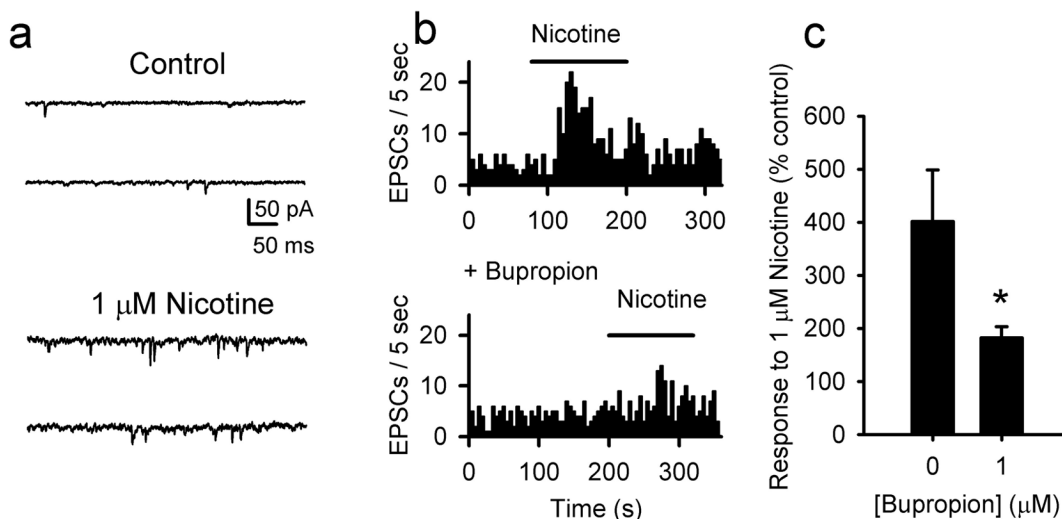 a
Control
50 pA
50 ms
1 μM Nicotine
b
Nicotine
EPSCs / 5 sec
20
10
0
0 100 200 300
+ Bupropion
Nicotine
EPSCs / 5 sec
20
10
0
0 100 200 300
Time (s)
c
Response to 1 μM Nicotine (% control)
600
500
400
300
200
100
0
*
0 1
[Bupropion] (μM)